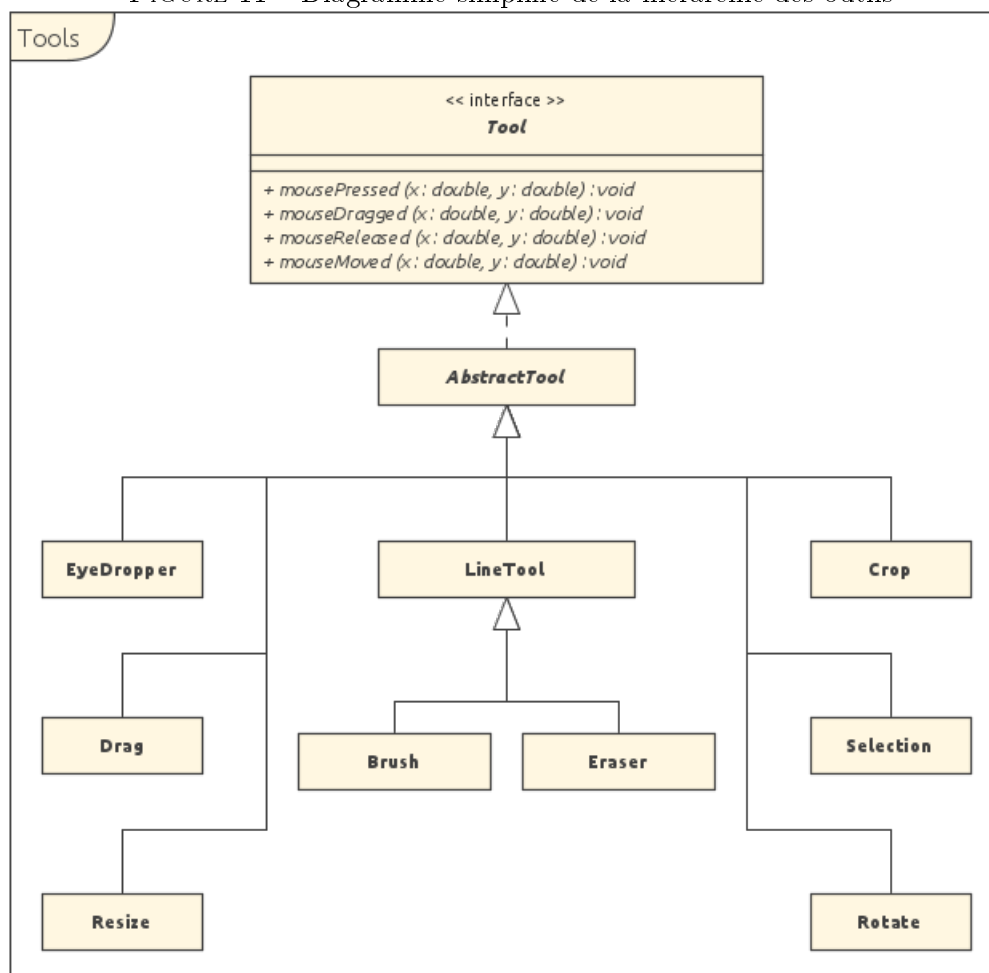 FIGURE 11 – Diagramme simplifié de la hiérarchie des outils
Tools
<< interface >>
Tool
+ mousePressed (x: double, y: double) : void
+ mouseDragged (x: double, y: double) : void
+ mouseReleased (x: double, y: double) : void
+ mouseMoved (x: double, y: double) : void
AbstractTool
EyeDropper
LineTool
Crop
Drag
Brush
Eraser
Selection
Resize
Rotate